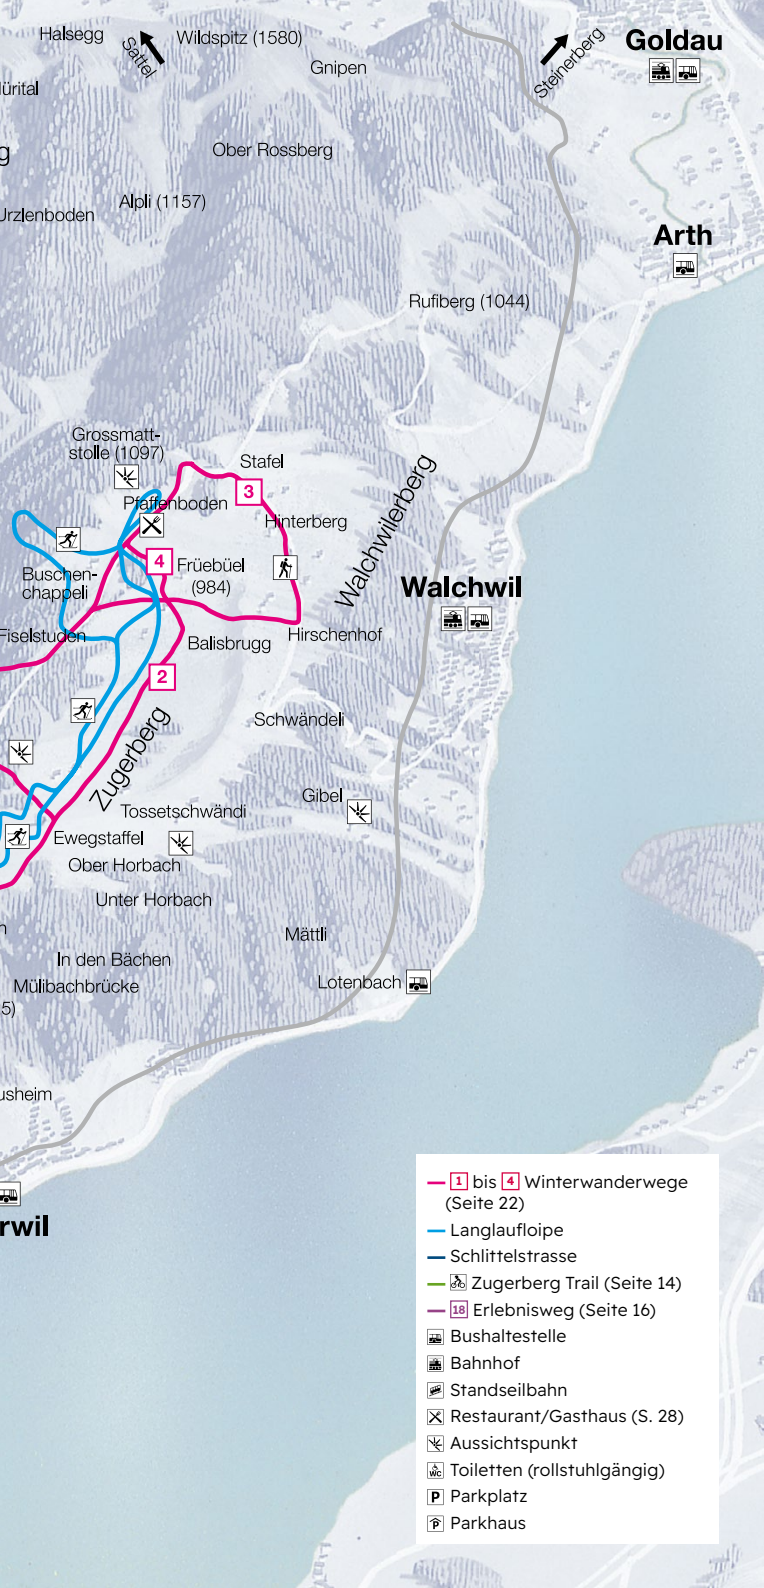 Halsegg
Sattel
Wildspitz (1580)
Gnipen
Steinerberg
Goldau
ürital
g
Ober Rossberg
Alpli (1157)
Urzlenboden
Arth
Rufiberg (1044)
Grossmatt-
stolle (1097)
Stafel
3
Pfaffenboden
Hinterberg
Walchwilerberg
4
Früebüel
(984)
Buschen-
chappeli
Walchwil
Fiselstuden
Balisbrugg
Hirschenhof
2
Schwändeli
Zugerberg
Gibel
Tossetschwändi
Ewegstaffel
Ober Horbach
Unter Horbach
n
Mättli
In den Bächen
Mülibachbrücke
Lotenbach
5)
usheim
rwil
1 bis 4 Winterwanderwege
(Seite 22)
Langlaufloipe
Schlittelstrasse
Zugerberg Trail (Seite 14)
18 Erlebnisweg (Seite 16)
Bushaltestelle
Bahnhof
Standseilbahn
Restaurant/Gasthaus (S. 28)
Aussichtspunkt
WC Toiletten (rollstuhlgängig)
P Parkplatz
P Parkhaus